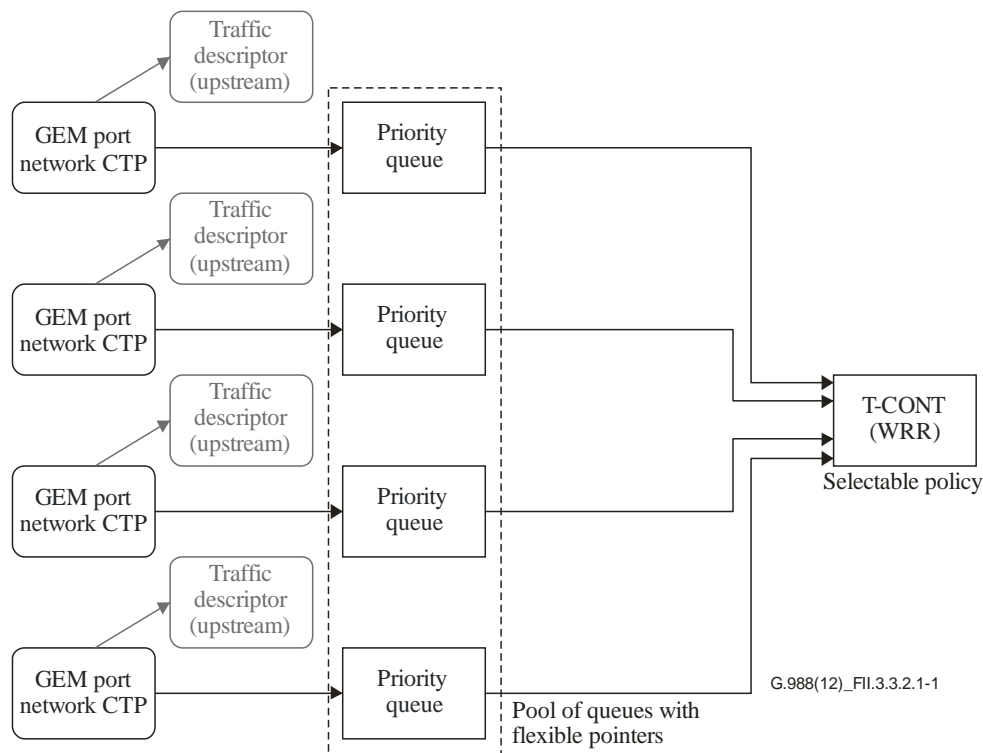 Traffic
descriptor
(upstream)
GEM port
network CTP
Priority
queue
Traffic
descriptor
(upstream)
GEM port
network CTP
Priority
queue
T-CONT
(WRR)
Selectable policy
Traffic
descriptor
(upstream)
GEM port
network CTP
Priority
queue
Traffic
descriptor
(upstream)
GEM port
network CTP
Priority
queue
G.988(12)_FII.3.3.2.1-1
Pool of queues with
flexible pointers